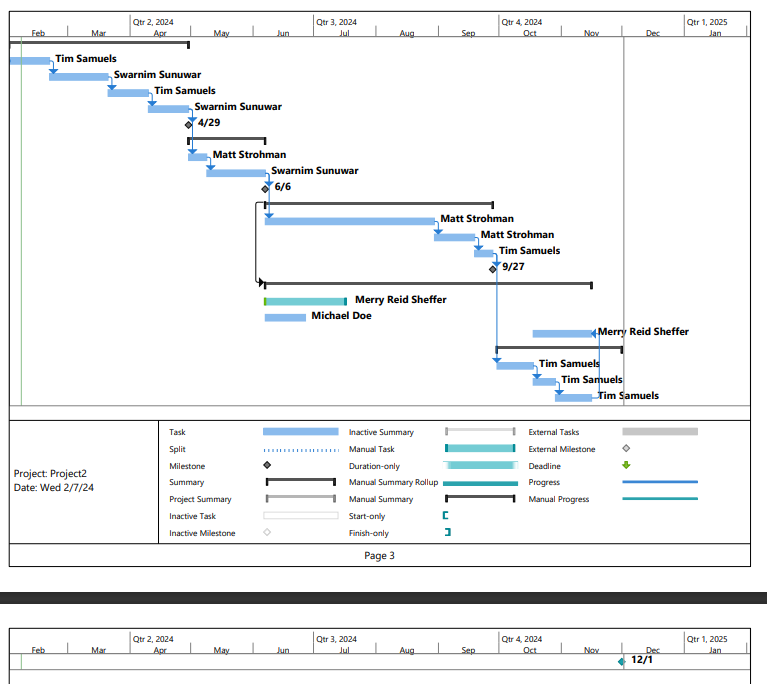 Qtr 2, 2024 Qtr 3, 2024 Qtr 4, 2024 Qtr 1, 2025
Feb Mar Apr May Jun Jul Aug Sep Oct Nov Dec Jan
Tim Samuels
Swarnim Sunuwar
Tim Samuels
Swarnim Sunuwar
4/29
Matt Strohman
Swarnim Sunuwar
6/6
Matt Strohman
Matt Strohman
Tim Samuels
9/27
Merry Reid Sheffer
Michael Doe
Merry Reid Sheffer
Tim Samuels
Tim Samuels
Tim Samuels
Project: Project2
Date: Wed 2/7/24
Task Inactive Summary External Tasks
Split Manual Task External Milestone
Milestone Duration-only Deadline
Summary Manual Summary Rollup Progress
Project Summary Manual Summary Manual Progress
Inactive Task Start-only
Inactive Milestone Finish-only
Page 3
Qtr 2, 2024 Qtr 3, 2024 Qtr 4, 2024 Qtr 1, 2025
Feb Mar Apr May Jun Jul Aug Sep Oct Nov Dec Jan
12/1